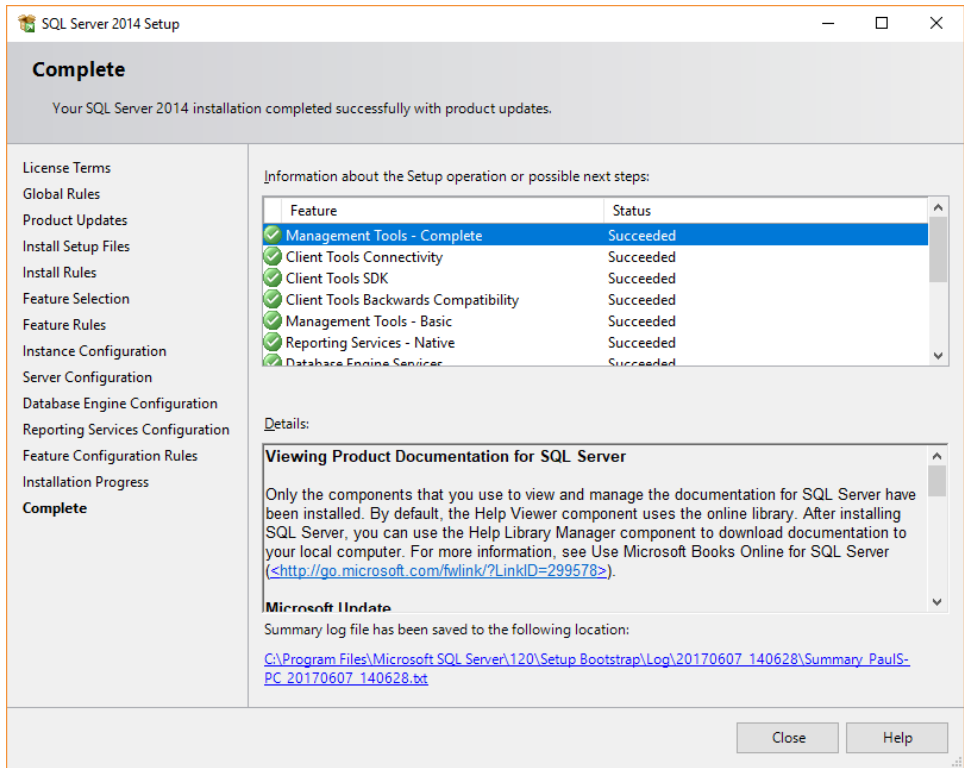 SQL Server 2014 Setup
Complete
Your SQL Server 2014 installation completed successfully with product updates.
License Terms
Global Rules
Product Updates
Install Setup Files
Install Rules
Feature Selection
Feature Rules
Instance Configuration
Server Configuration
Database Engine Configuration
Reporting Services Configuration
Feature Configuration Rules
Installation Progress
Complete
Information about the Setup operation or possible next steps:
Feature Status
Management Tools - Complete Succeeded
Client Tools Connectivity Succeeded
Client Tools SDK Succeeded
Client Tools Backwards Compatibility Succeeded
Management Tools - Basic Succeeded
Reporting Services - Native Succeeded
Database Engine Services Succeeded
Details:
Viewing Product Documentation for SQL Server
Only the components that you use to view and manage the documentation for SQL Server have
been installed. By default, the Help Viewer component uses the online library. After installing
SQL Server, you can use the Help Library Manager component to download documentation to
your local computer. For more information, see Use Microsoft Books Online for SQL Server
(<http://go.microsoft.com/fwlink/?LinkID=299578>).
Microsoft Update
Summary log file has been saved to the following location:
C:\Program Files\Microsoft SQL Server\120\Setup Bootstrap\Log\20170607_140628\Summary_PaulS-
PC_20170607_140628.txt
Close Help